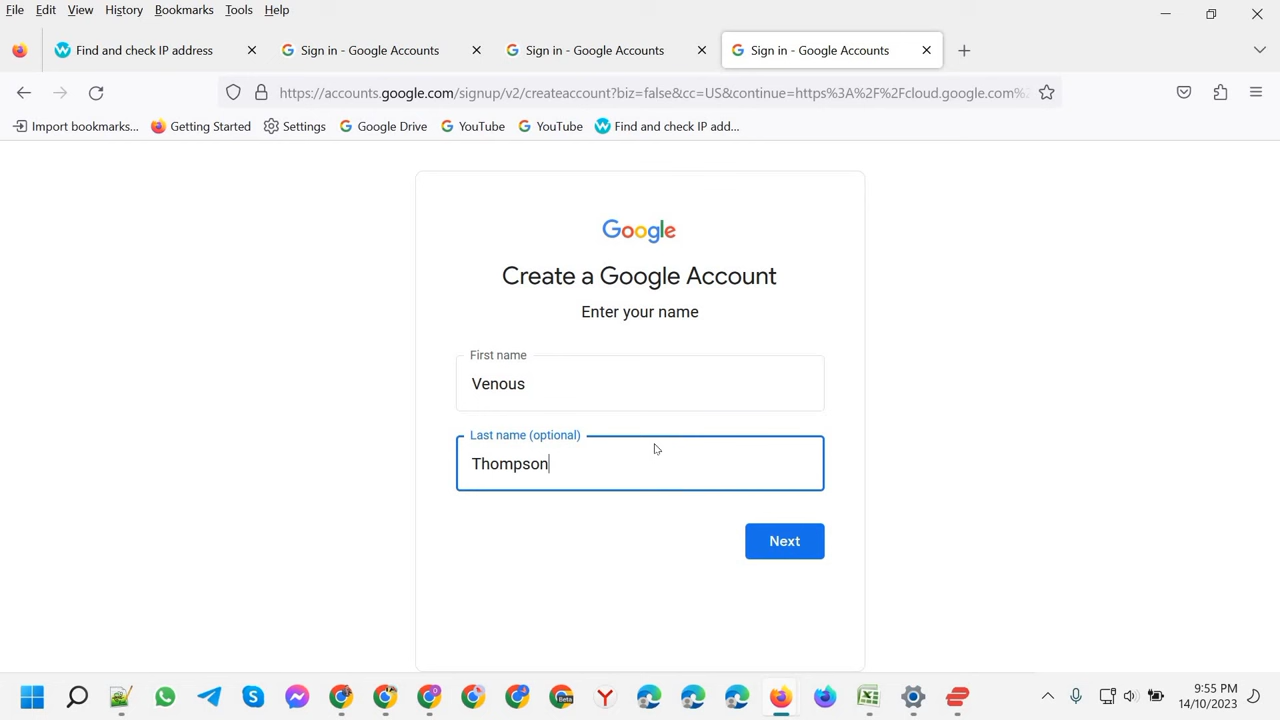 File Edit View History Bookmarks Tools Help
Find and check IP address
Sign in - Google Accounts
Sign in - Google Accounts
Sign in - Google Accounts
https://accounts.google.com/signup/v2/createaccount?biz=false&cc=US&continue=https%3A%2F%2Fcloud.google.com%
Import bookmarks... Getting Started Settings Google Drive YouTube YouTube Find and check IP add...
Google
Create a Google Account
Enter your name
First name
Venous
Last name (optional)
Thompson
Next
Beta
9:55 PM
14/10/2023